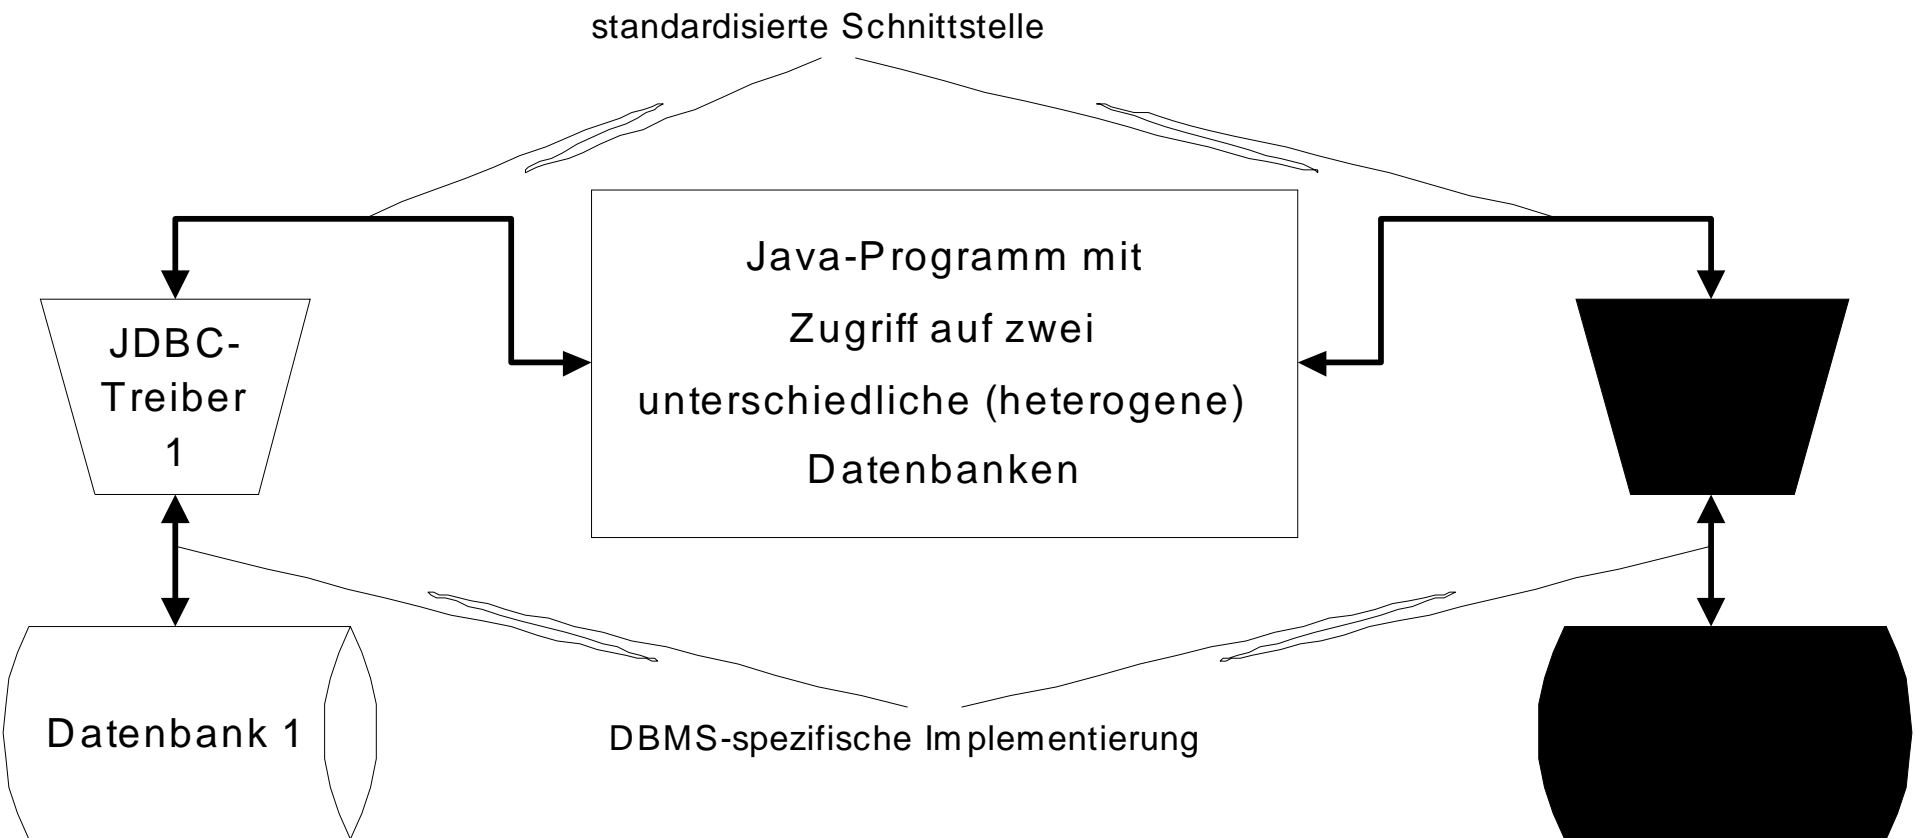 standardisierte Schnittstelle
Java-Programm mit
Zugriff auf zwei
unterschiedliche (heterogene)
Datenbanken
JDBC-
Treiber
1
Datenbank 1
DBMS-spezifische Implementierung